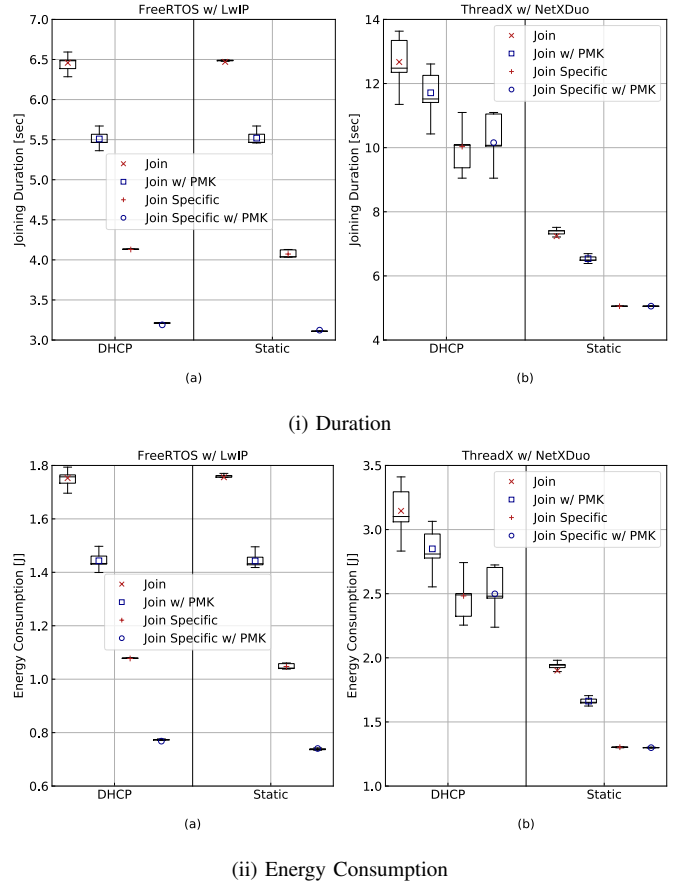 FreeRTOS w/ LwIP
Joining Duration [sec]
7.0
6.5
6.0
5.5
5.0
4.5
4.0
3.5
3.0
Join
Join w/ PMK
Join Specific
Join Specific w/ PMK
DHCP
Static
(a)
ThreadX w/ NetXDuo
Joining Duration [sec]
14
12
10
8
6
4
Join
Join w/ PMK
Join Specific
Join Specific w/ PMK
DHCP
Static
(b)
(i) Duration
FreeRTOS w/ LwIP
Energy Consumption [J]
1.8
1.6
1.4
1.2
1.0
0.8
0.6
Join
Join w/ PMK
Join Specific
Join Specific w/ PMK
DHCP
Static
(a)
ThreadX w/ NetXDuo
Energy Consumption [J]
3.5
3.0
2.5
2.0
1.5
1.0
Join
Join w/ PMK
Join Specific
Join Specific w/ PMK
DHCP
Static
(b)
(ii) Energy Consumption